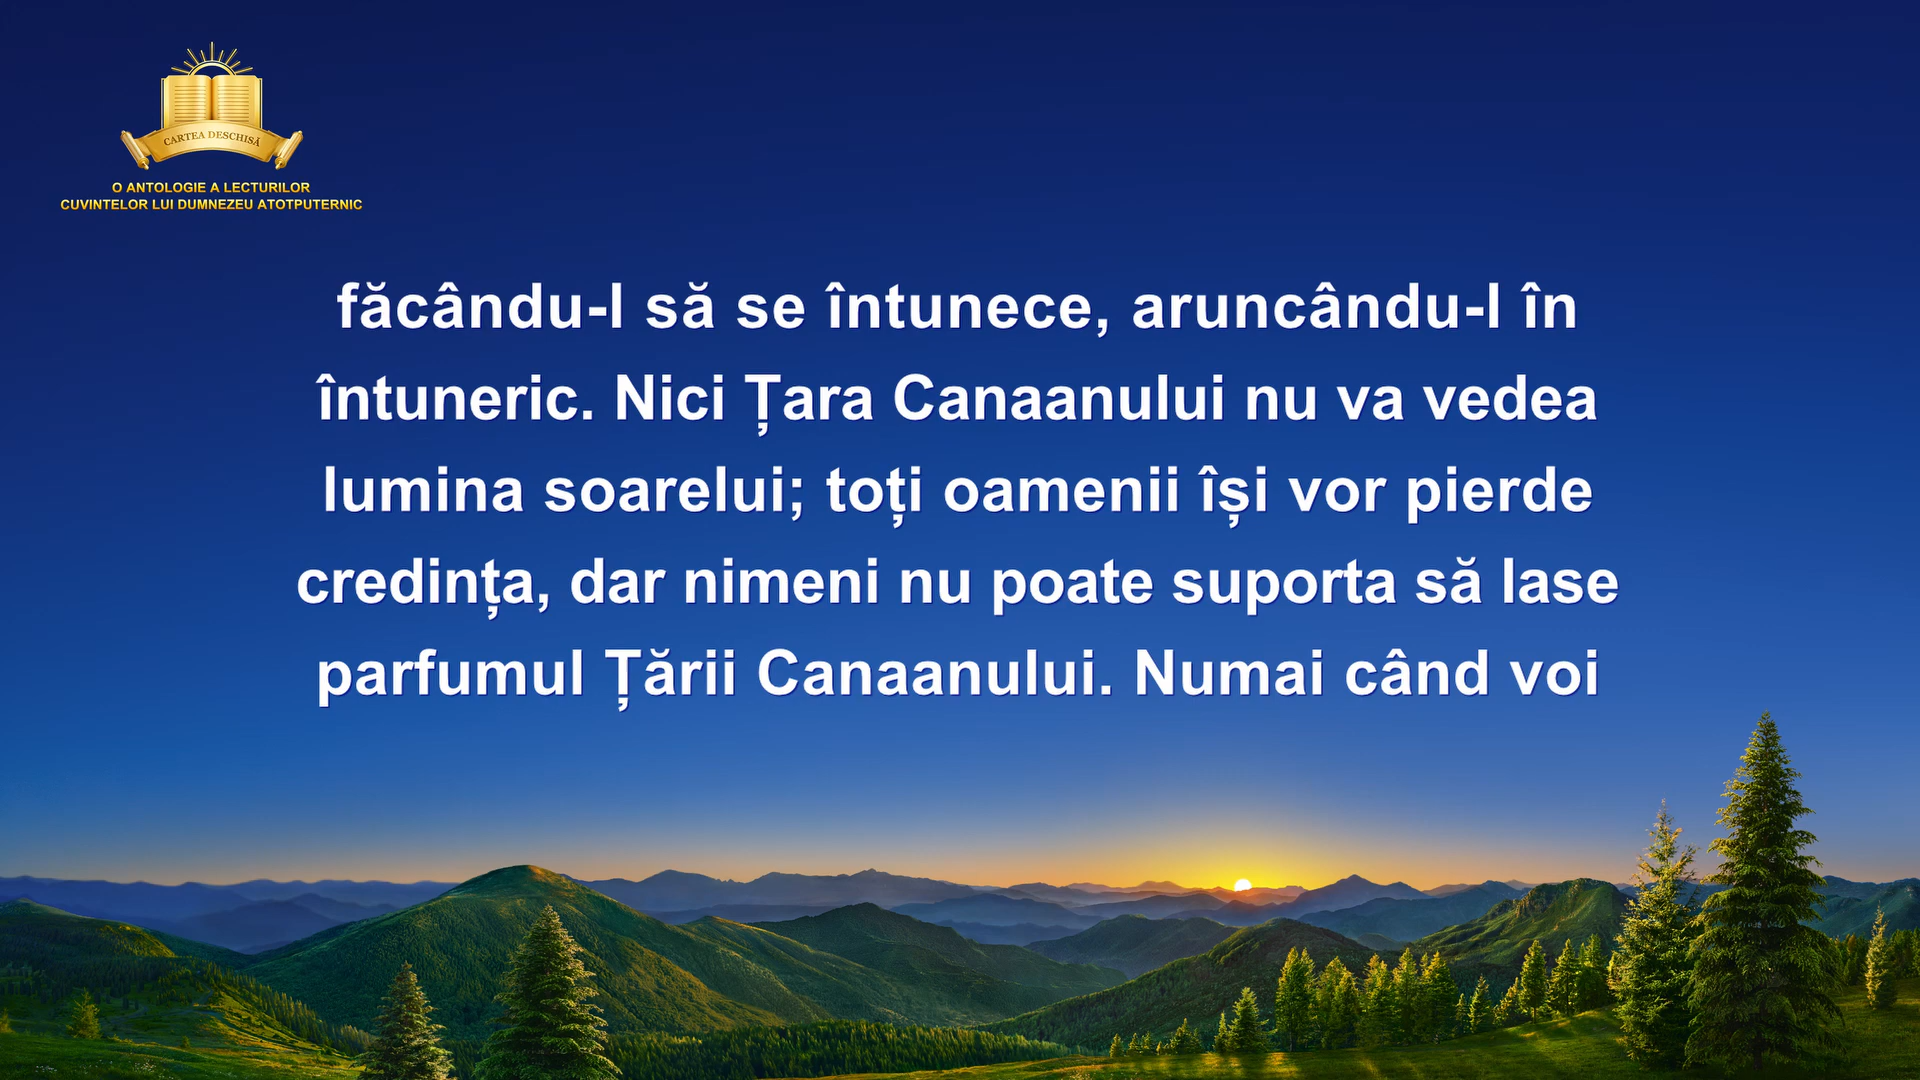 CARTEA DESCHISĂ
O ANTOLOGIE A LECTURILOR
CUVINTELOR LUI DUMNEZEU ATOTPUTERNIC
făcându-l să se întunece, aruncându-l în
întuneric. Nici Țara Canaanului nu va vedea
lumina soarelui; toți oamenii își vor pierde
credința, dar nimeni nu poate suporta să lase
parfumul Țării Canaanului. Numai când voi